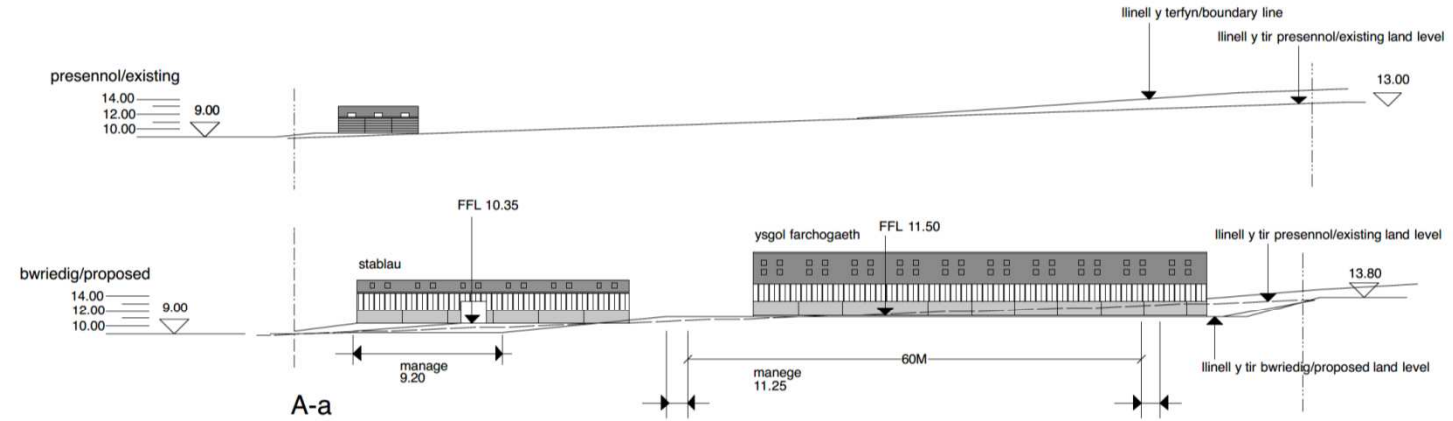 llinell y terfyn/boundary line
llinell y tir presennol/existing land level
presennol/existing
14.00
12.00
10.00
9.00
13.00
FFL 10.35
FFL 11.50
ysgol farchogaeth
llinell y tir presennol/existing land level
stablau
bwriedig/proposed
14.00
12.00
10.00
9.00
13.80
60M
manage
9.20
manege
11.25
llinell y tir bwriedig/proposed land level
A-a